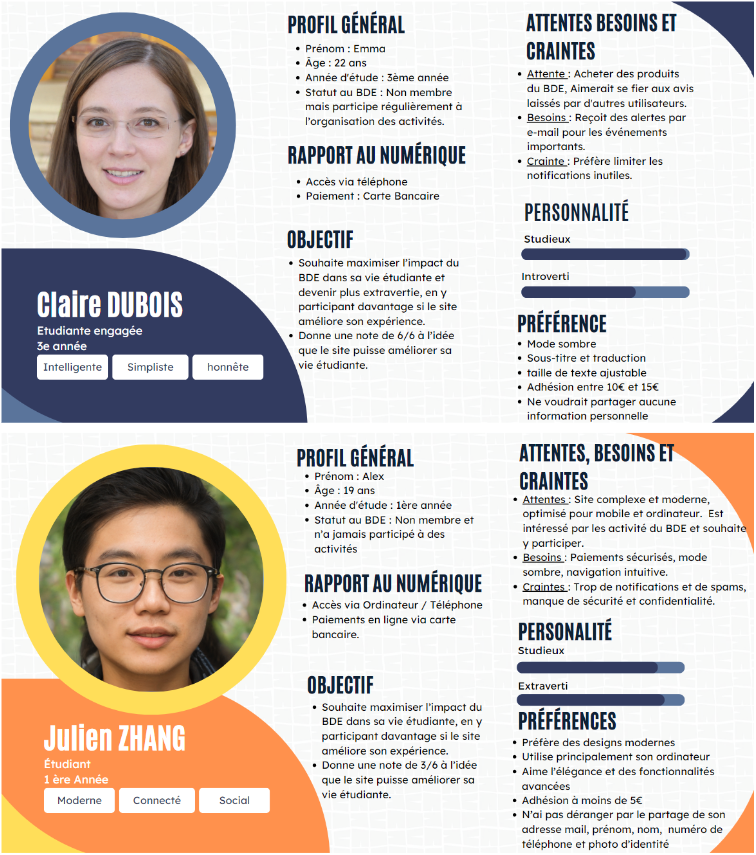 Claire DUBOIS
Etudiante engagée
3e année
Intelligente
Simpliste
honnête
PROFIL GÉNÉRAL
• Prénom : Emma
• Âge : 22 ans
• Année d'étude : 3ème année
• Statut au BDE : Non membre
mais participe régulièrement à
l'organisation des activités.
RAPPORT AU NUMÉRIQUE
• Accès via téléphone
• Paiement : Carte Bancaire
OBJECTIF
• Souhaite maximiser l'impact du
BDE dans sa vie étudiante et
devenir plus extravertie, en y
participant davantage si le site
améliore son expérience.
• Donne une note de 6/6 à l'idée
que le site puisse améliorer sa
vie étudiante.
ATTENTES BESOINS ET
CRAINTES
• Attente : Acheter des produits
du BDE, Aimerait se fier aux avis
laissés par d'autres utilisateurs.
• Besoins : Reçoit des alertes par
e-mail pour les événements
importants.
• Crainte : Préfère limiter les
notifications inutiles.
PERSONNALITÉ
Studieux
Introverti
PRÉFÉRENCE
• Mode sombre
• Sous-titre et traduction
• taille de texte ajustable
• Adhésion entre 10€ et 15€
• Ne voudrait partager aucune
information personnelle
Julien ZHANG
Étudiant
1 ère Année
Moderne
Connecté
Social
PROFIL GÉNÉRAL
• Prénom : Alex
• Âge : 19 ans
• Année d'étude : 1ère année
• Statut au BDE : Non membre et
n'a jamais participé à des
activités
RAPPORT AU NUMÉRIQUE
• Accès via Ordinateur / Téléphone
• Paiements en ligne via carte
bancaire.
OBJECTIF
• Souhaite maximiser l'impact du
BDE dans sa vie étudiante, en y
participant davantage si le site
améliore son expérience.
• Donne une note de 3/6 à l'idée
que le site puisse améliorer sa
vie étudiante.
ATTENTES, BESOINS ET
CRAINTES
• Attentes : Site complexe et moderne,
optimisé pour mobile et ordinateur. Est
intéressé par les activité du BDE et souhaite
y participer.
• Besoins : Paiements sécurisés, mode
sombre, navigation intuitive.
• Craintes : Trop de notifications et de spams,
manque de sécurité et confidentialité.
PERSONALITÉ
Studieux
Extraverti
PRÉFÉRENCES
• Préfère des designs modernes
• Utilise principalement son ordinateur
• Aime l'élégance et des fonctionnalités
avancées
• Adhésion à moins de 5€
• N'ai pas déranger par le partage de son
adresse mail, prénom, nom, numéro de
téléphone et photo d'identité